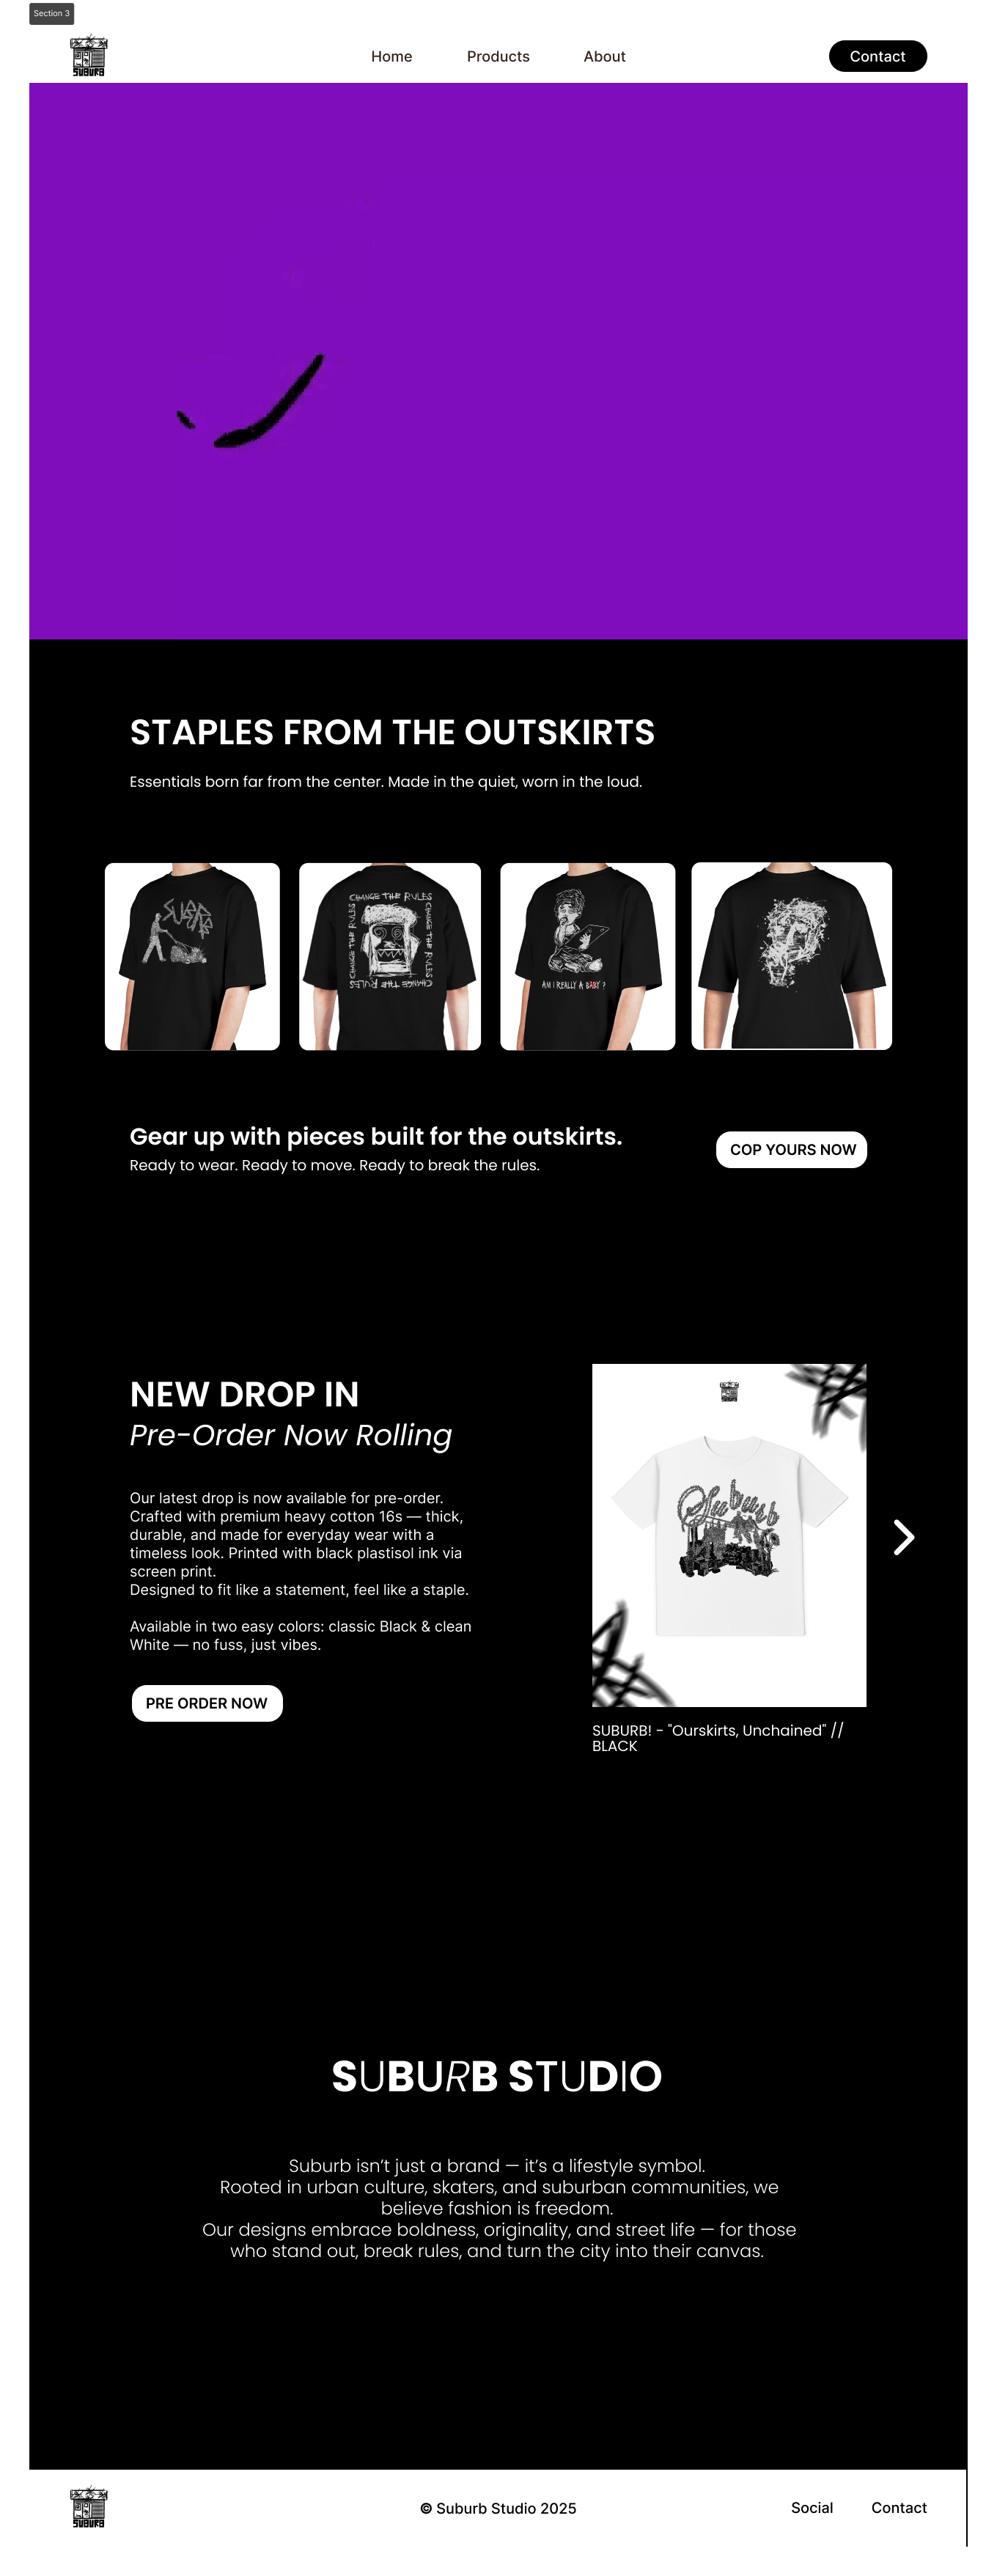 Section 3
SUBURB
Home Products About Contact
STAPLES FROM THE OUTSKIRTS
Essentials born far from the center. Made in the quiet, worn in the loud.
SUBURB
CHANGE THE RULES
CHANGE THE RULES
CHANGE THE RULES
CHANGE THE RULES
AM I REALLY A BABY ?
Gear up with pieces built for the outskirts.
Ready to wear. Ready to move. Ready to break the rules.
COP YOURS NOW
NEW DROP IN
Pre-Order Now Rolling
Our latest drop is now available for pre-order.
Crafted with premium heavy cotton 16s — thick,
durable, and made for everyday wear with a
timeless look. Printed with black plastisol ink via
screen print.
Designed to fit like a statement, feel like a staple.
Available in two easy colors: classic Black & clean
White — no fuss, just vibes.
PRE ORDER NOW
Suburb
SUBURB! - "Ourskirts, Unchained" //
BLACK
SUBURB STUDIO
Suburb isn’t just a brand — it’s a lifestyle symbol.
Rooted in urban culture, skaters, and suburban communities, we
believe fashion is freedom.
Our designs embrace boldness, originality, and street life — for those
who stand out, break rules, and turn the city into their canvas.
SUBURB
© Suburb Studio 2025
Social Contact